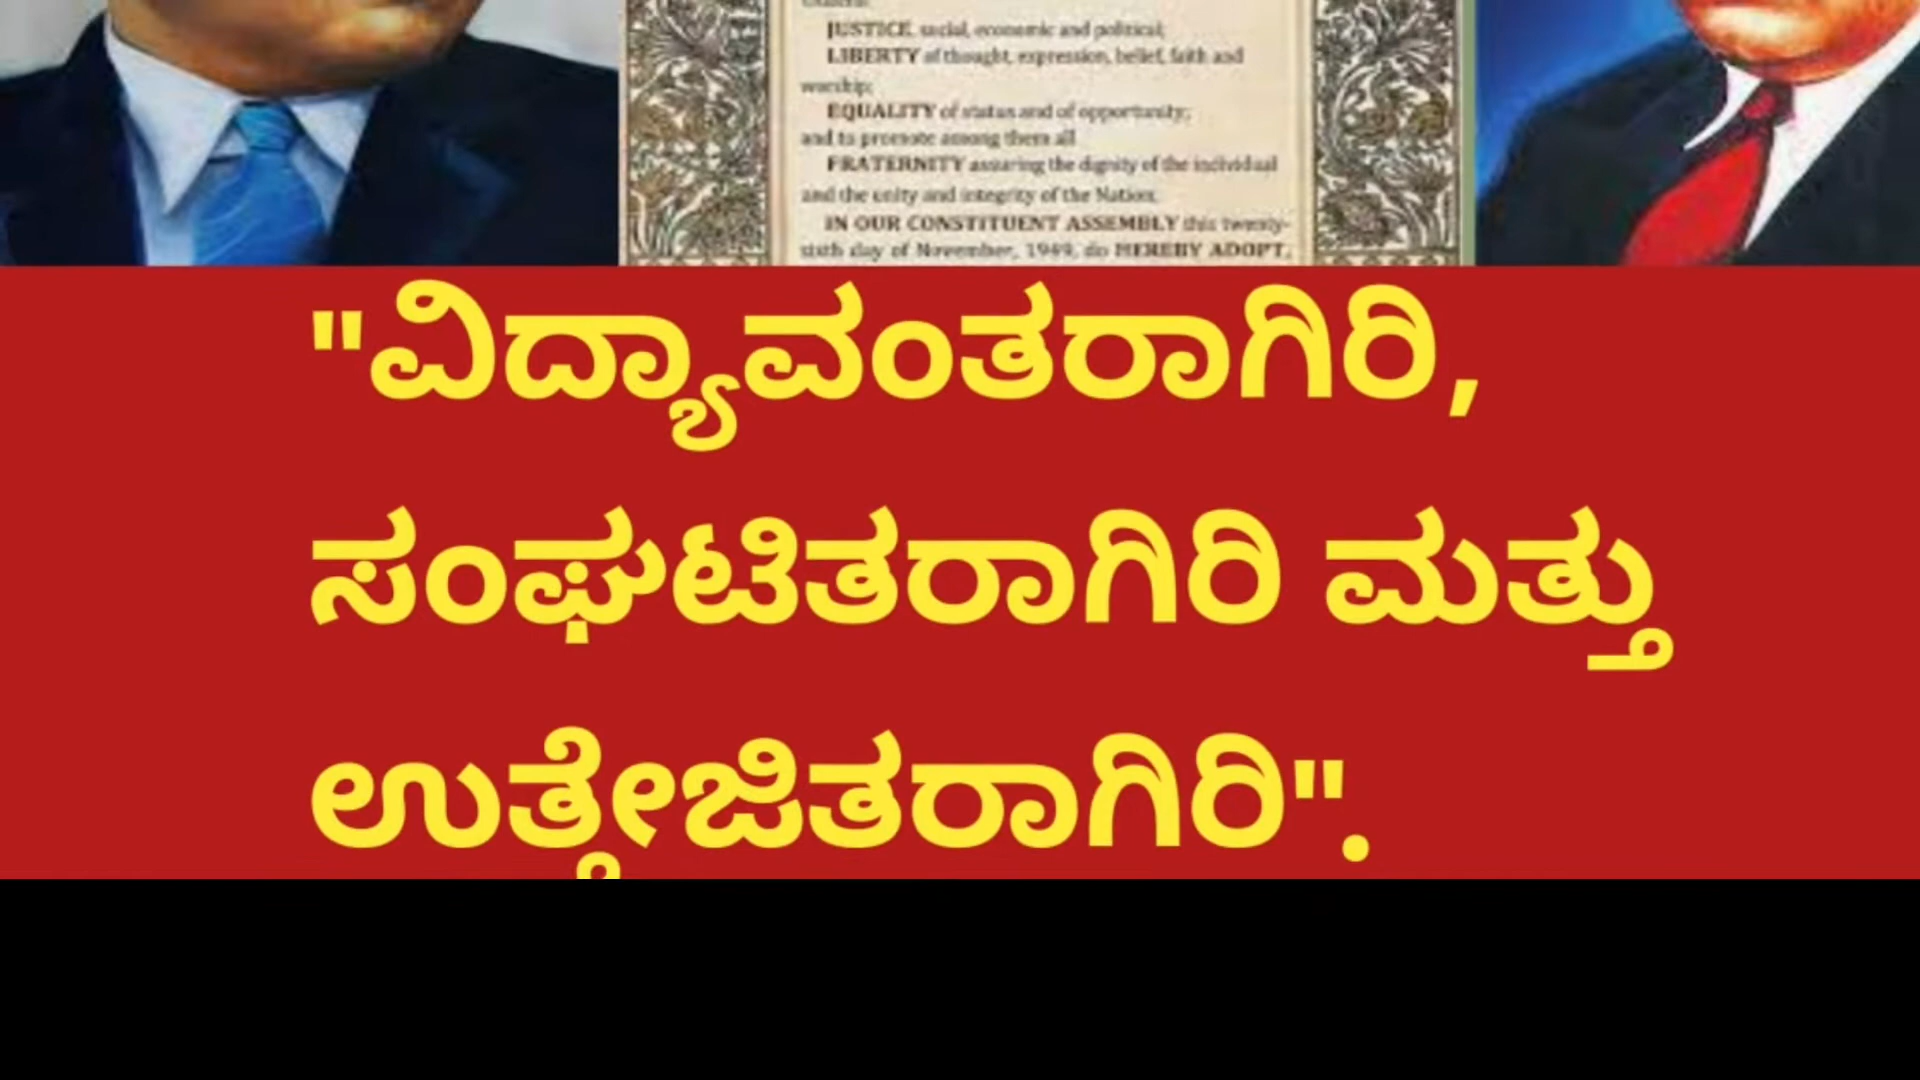 JUSTICE, social, economic and political;
LIBERTY of thought, expression, belief, faith and
worship;
EQUALITY of status and of opportunity;
and to promote among them all
FRATERNITY assuring the dignity of the individual
and the unity and integrity of the Nation;
IN OUR CONSTITUENT ASSEMBLY this twenty-
sixth day of November, 1949, do HEREBY ADOPT,
"ವಿದ್ಯಾವಂತರಾಗಿರಿ,
ಸಂಘಟಿತರಾಗಿರಿ ಮತ್ತು
ಉತ್ತೇಜಿತರಾಗಿರಿ".